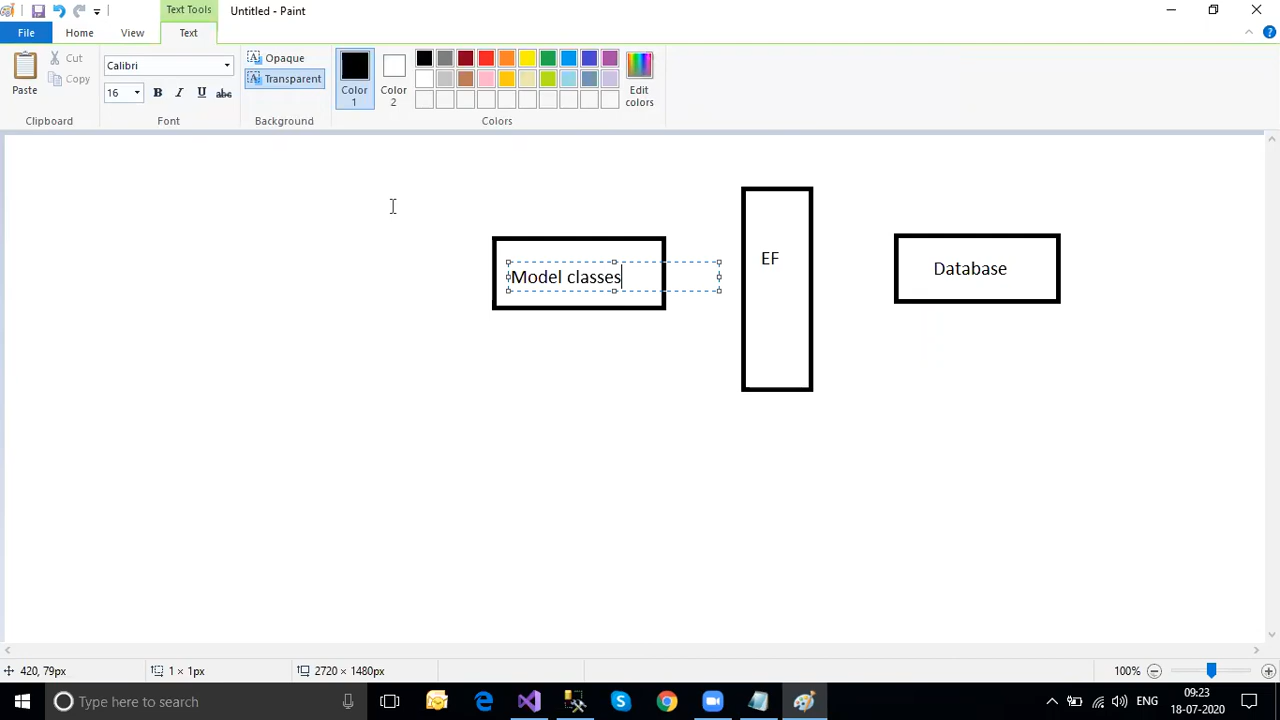 Text Tools
Untitled - Paint
File
Home
View
Text
Paste
Cut
Copy
Clipboard
Calibri
16
B I U abc
Font
Opaque
Transparent
Background
Color 1
Color 2
Edit colors
Colors
Model classes
EF
Database
420, 79px
1 × 1px
2720 × 1480px
100%
Type here to search
ENG
09:23
18-07-2020